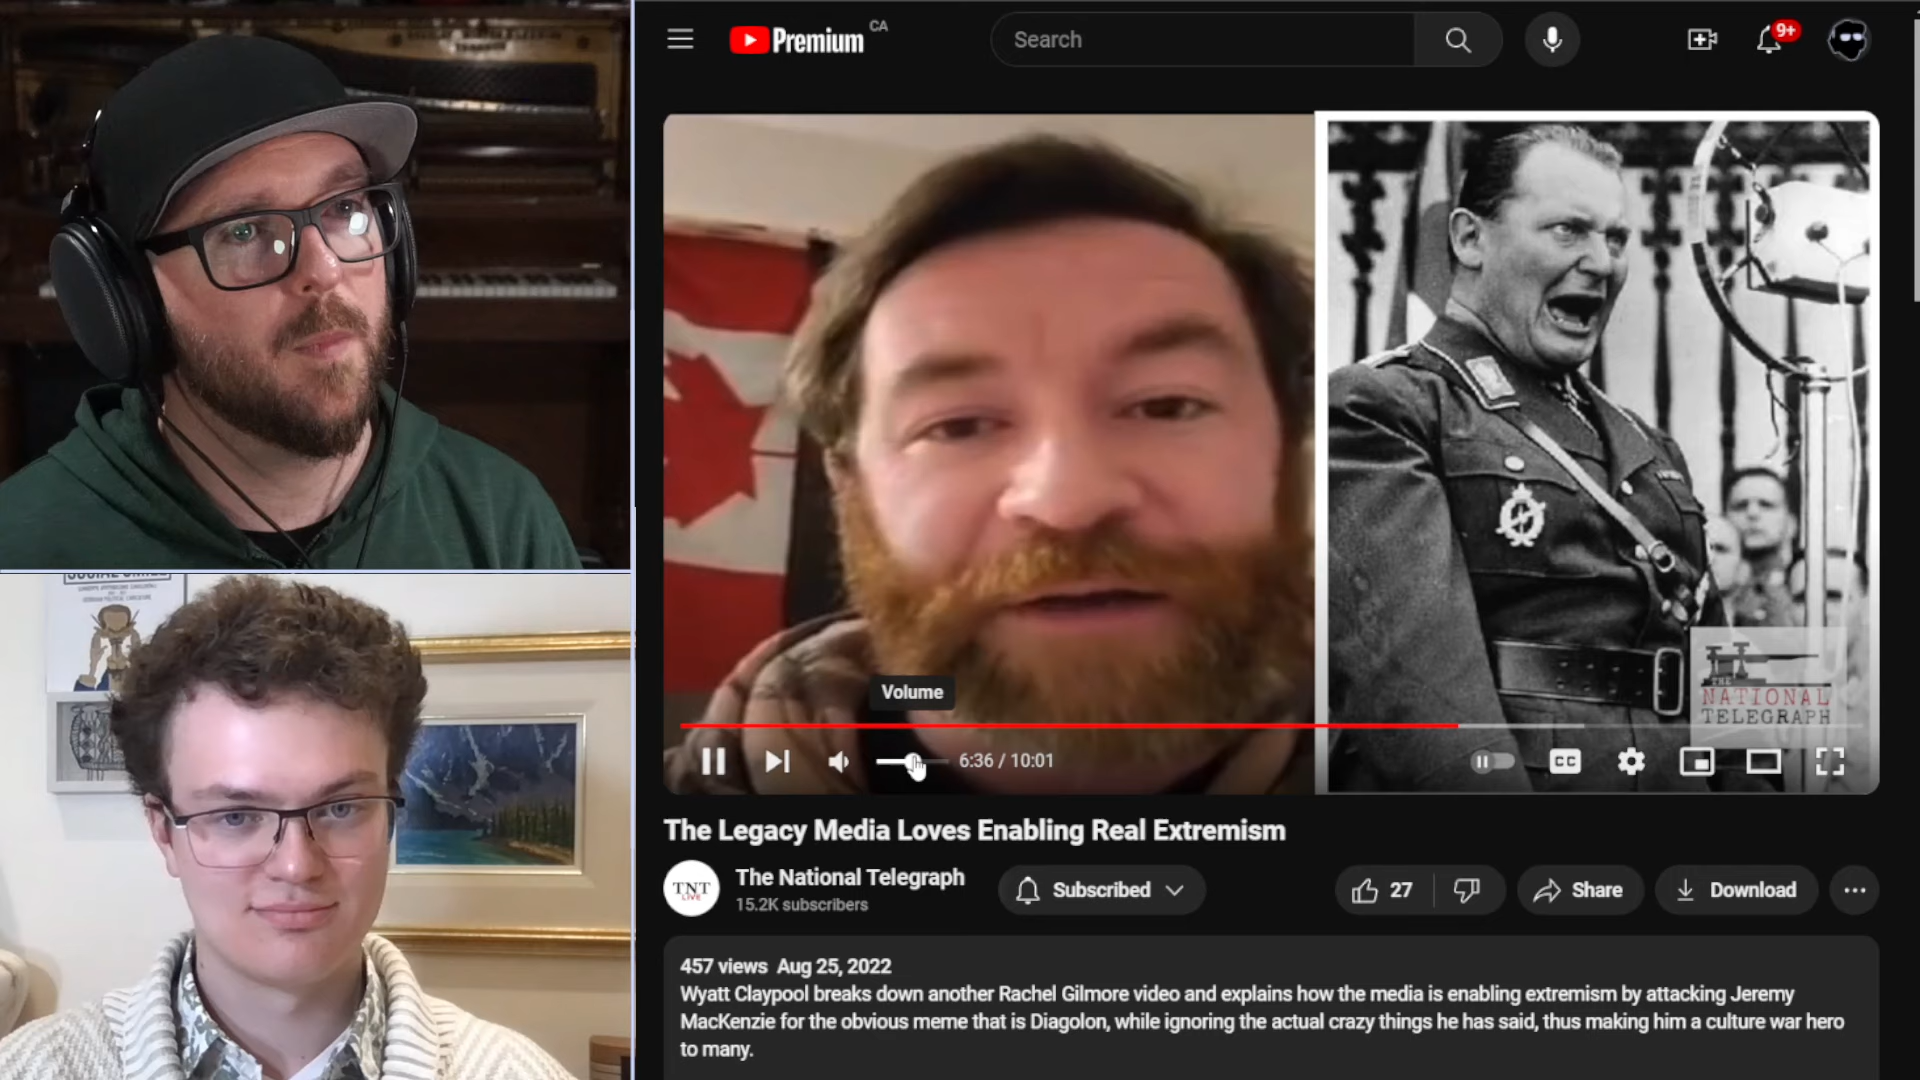 Premium CA
Search
9+
THE
NATIONAL
TELEGRAPH
Volume
6:36 / 10:01
CC
The Legacy Media Loves Enabling Real Extremism
TNT
LIVE
The National Telegraph
15.2K subscribers
Subscribed
27
Share
Download
457 views Aug 25, 2022
Wyatt Claypool breaks down another Rachel Gilmore video and explains how the media is enabling extremism by attacking Jeremy
MacKenzie for the obvious meme that is Diagolon, while ignoring the actual crazy things he has said, thus making him a culture war hero
to many.